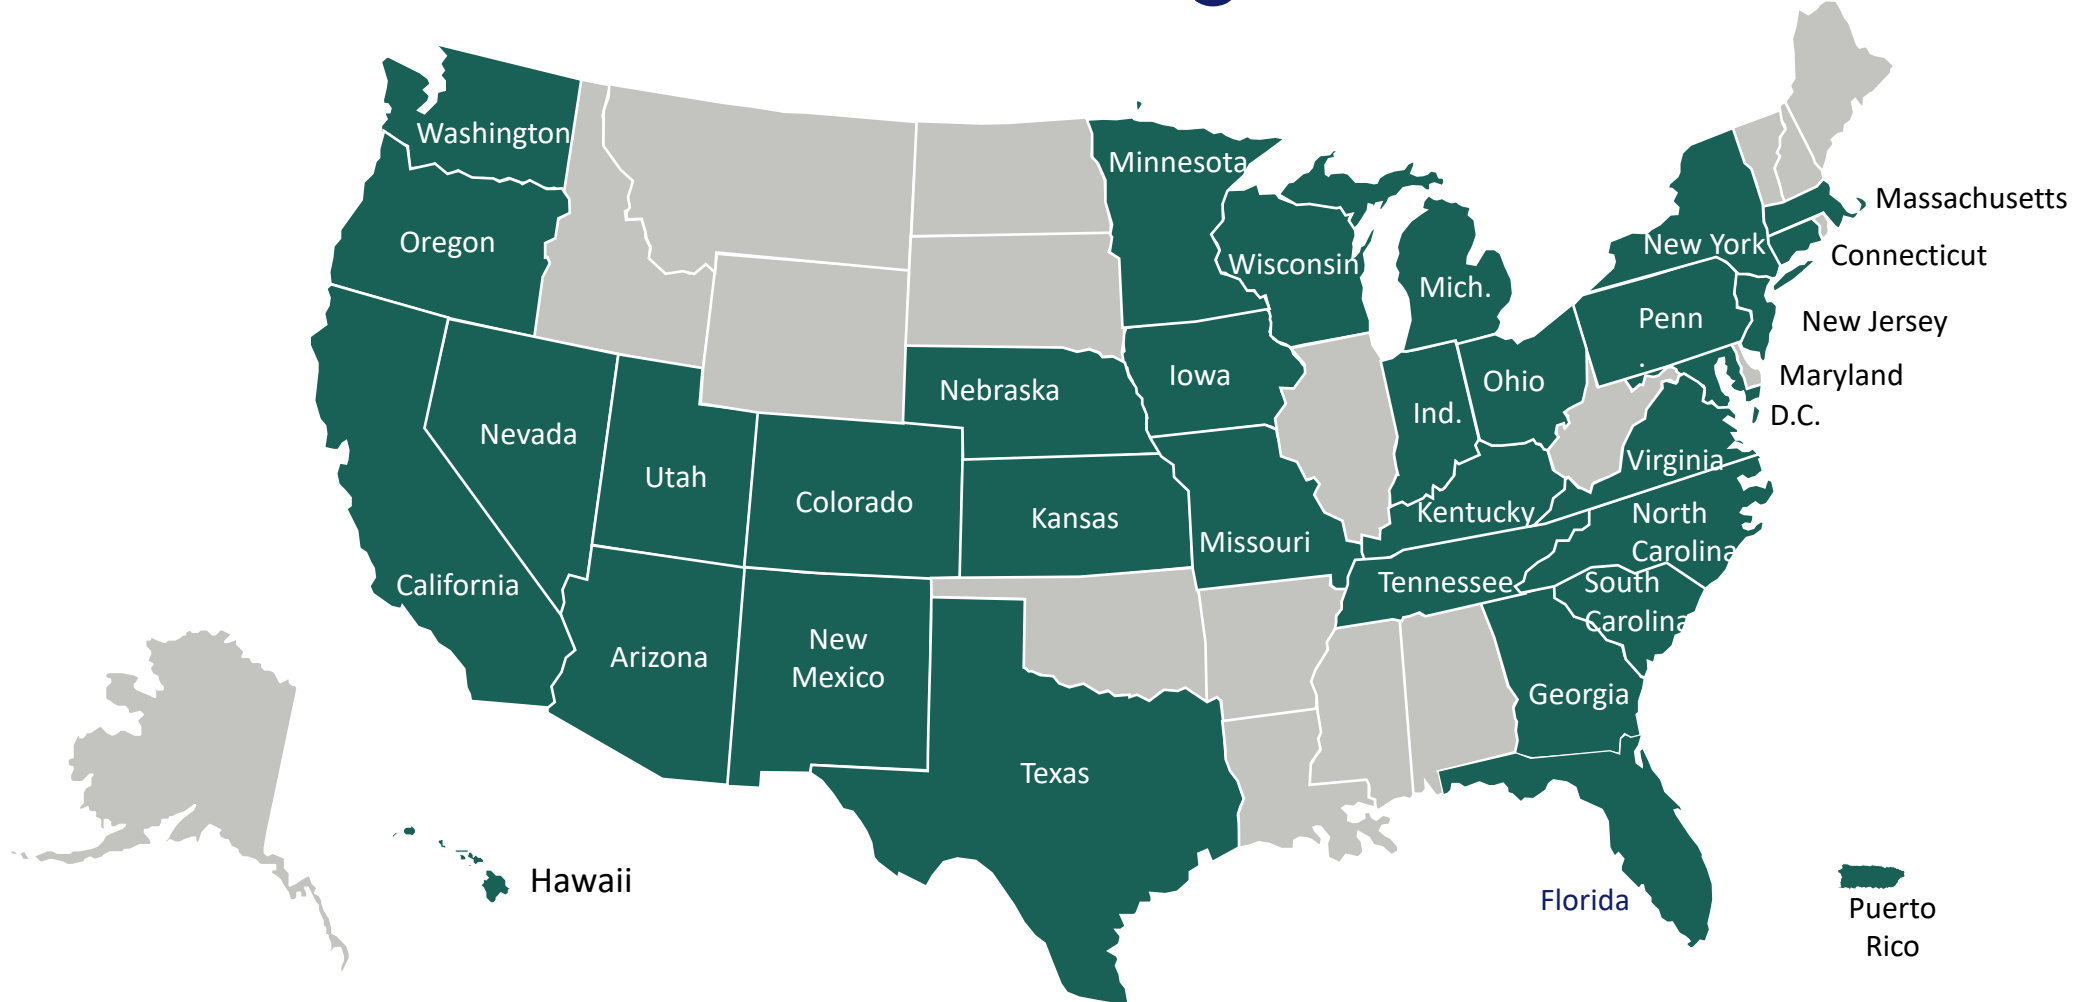 Washington
Minnesota
Massachusetts
Oregon
New York
Connecticut
Wisconsin
Mich.
Penn
New Jersey
.
Iowa
Ohio
Maryland
Nebraska
Ind.
D.C.
Nevada
Utah
Virginia
Colorado
Kansas
Kentucky
North
Carolina
Missouri
California
Tennessee
South
Carolina
New
Mexico
Arizona
Georgia
Texas
Hawaii
Florida
Puerto
Rico